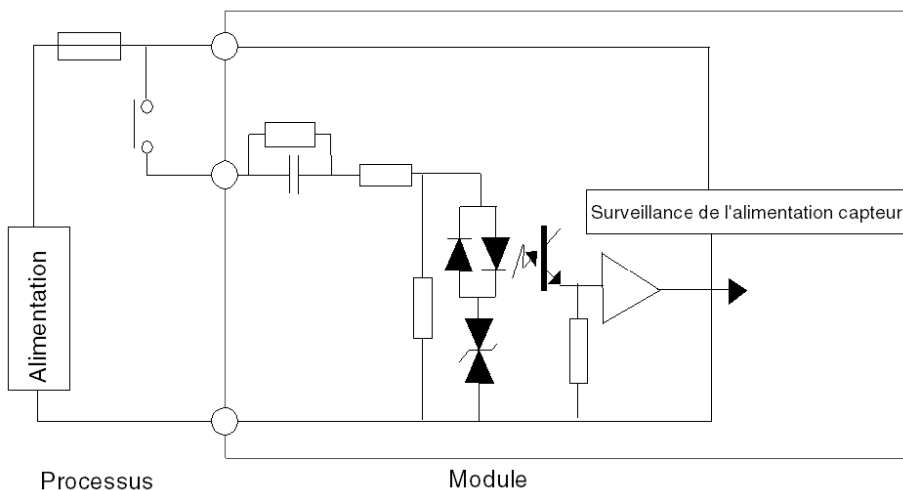 Surveillance de l'alimentation capteur
Alimentation
Processus
Module